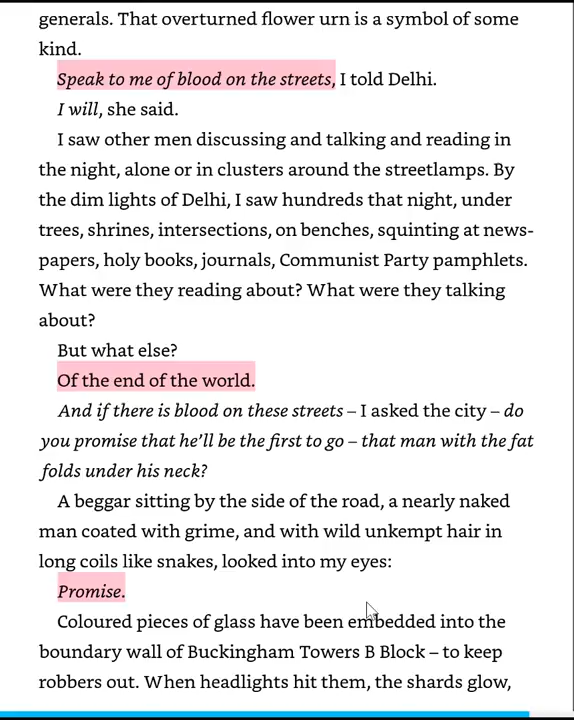 generals. That overturned flower urn is a symbol of some
kind.
Speak to me of blood on the streets, I told Delhi.
I will, she said.
I saw other men discussing and talking and reading in
the night, alone or in clusters around the streetlamps. By
the dim lights of Delhi, I saw hundreds that night, under
trees, shrines, intersections, on benches, squinting at news-
papers, holy books, journals, Communist Party pamphlets.
What were they reading about? What were they talking
about?
But what else?
Of the end of the world.
And if there is blood on these streets – I asked the city – do
you promise that he’ll be the first to go – that man with the fat
folds under his neck?
A beggar sitting by the side of the road, a nearly naked
man coated with grime, and with wild unkempt hair in
long coils like snakes, looked into my eyes:
Promise.
Coloured pieces of glass have been embedded into the
boundary wall of Buckingham Towers B Block – to keep
robbers out. When headlights hit them, the shards glow,